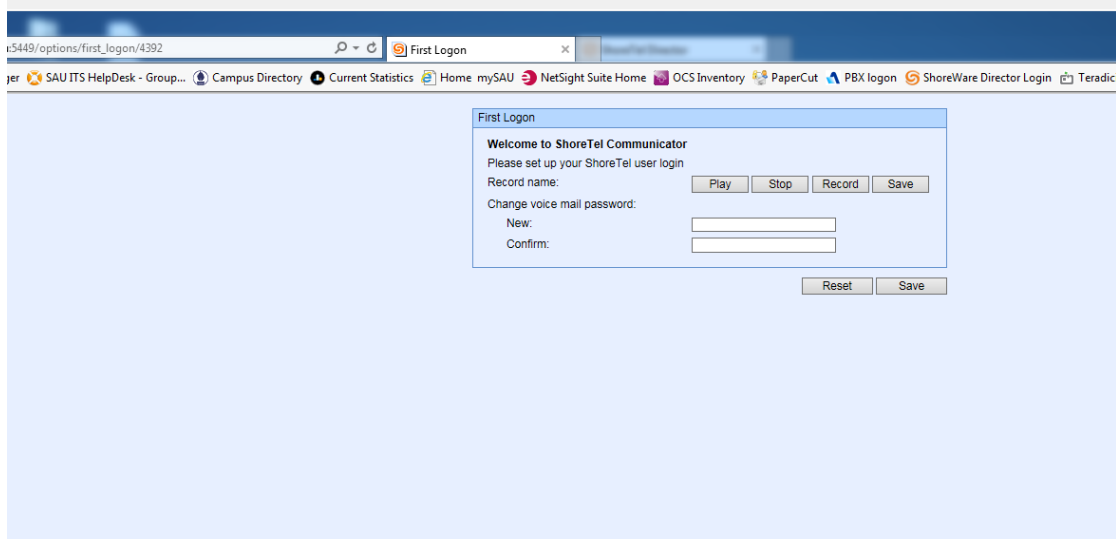 :5449/options/first_logon/4392
First Logon
ger SAU ITS HelpDesk - Group... Campus Directory Current Statistics Home mySAU NetSight Suite Home OCS Inventory PaperCut PBX logon ShoreWare Director Login Teradic
First Logon
Welcome to ShoreTel Communicator
Please set up your ShoreTel user login
Record name: Play Stop Record Save
Change voice mail password:
New:
Confirm:
Reset Save